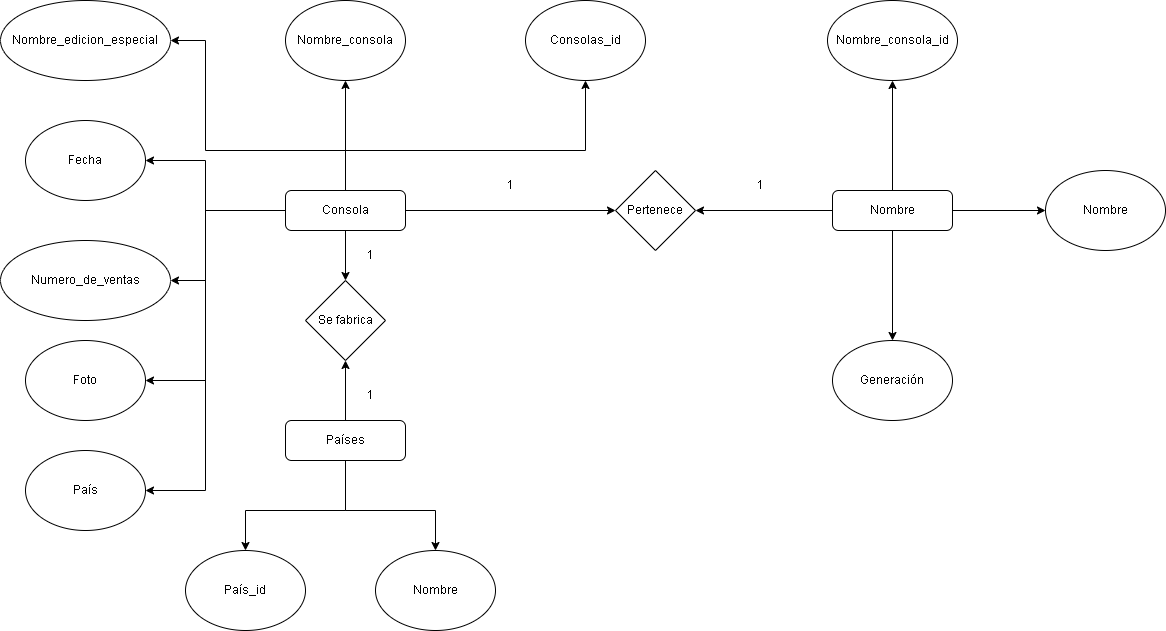 Nombre_edicion_especial
Nombre_consola
Consolas_id
Nombre_consola_id
Fecha
1
1
Consola
Pertenece
Nombre
Nombre
1
Numero_de_ventas
Se fabrica
Foto
Generación
1
Países
País
País_id
Nombre